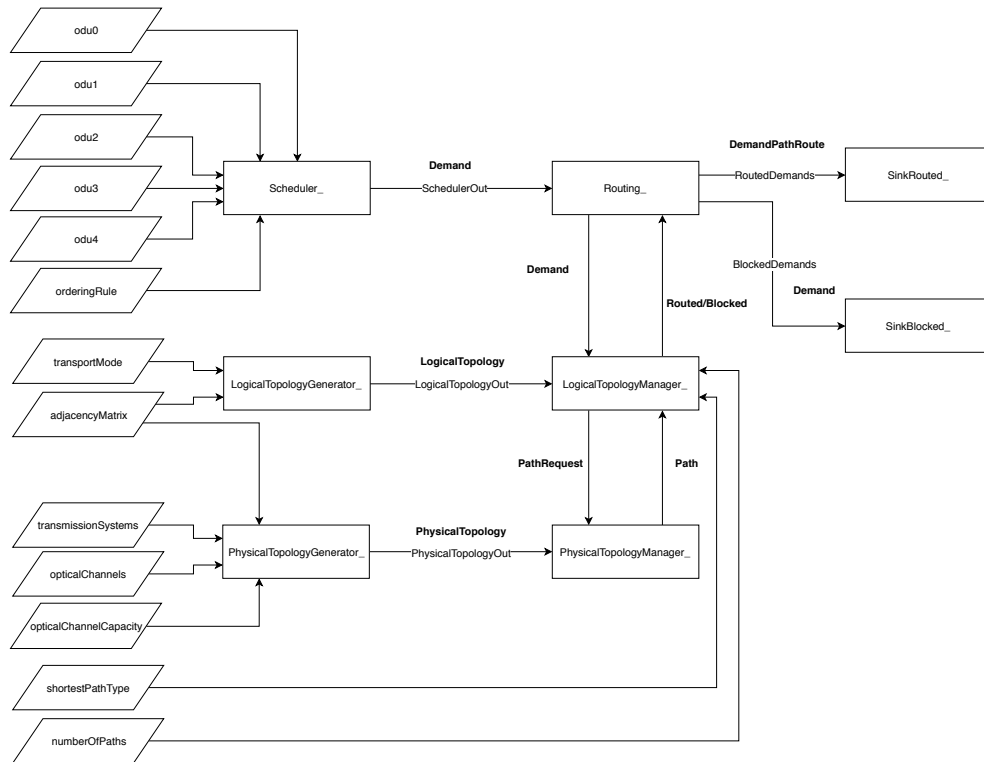 odu0
odu1
odu2
odu3
odu4
orderingRule
Scheduler_
Demand
SchedulerOut
Routing_
DemandPathRoute
RoutedDemands
SinkRouted_
BlockedDemands
Demand
SinkBlocked_
Demand
Routed/Blocked
transportMode
adjacencyMatrix
LogicalTopologyGenerator_
LogicalTopology
LogicalTopologyOut
LogicalTopologyManager_
PathRequest
Path
transmissionSystems
opticalChannels
opticalChannelCapacity
PhysicalTopologyGenerator_
PhysicalTopology
PhysicalTopologyOut
PhysicalTopologyManager_
shortestPathType
numberOfPaths